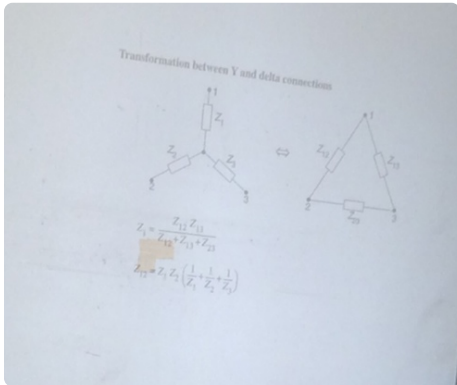 Transformation between Y and delta connections
1
Z₁
Z₂ Z₃
2 3
⇔
1
Z₁₂ Z₁₃
2 Z₂₃ 3
Z₁ = Z₁₂ Z₁₃ / (Z₁₂+Z₁₃+Z₂₃)
Z₁₂ = Z₁ Z₂ (1/Z₁ + 1/Z₂ + 1/Z₃)